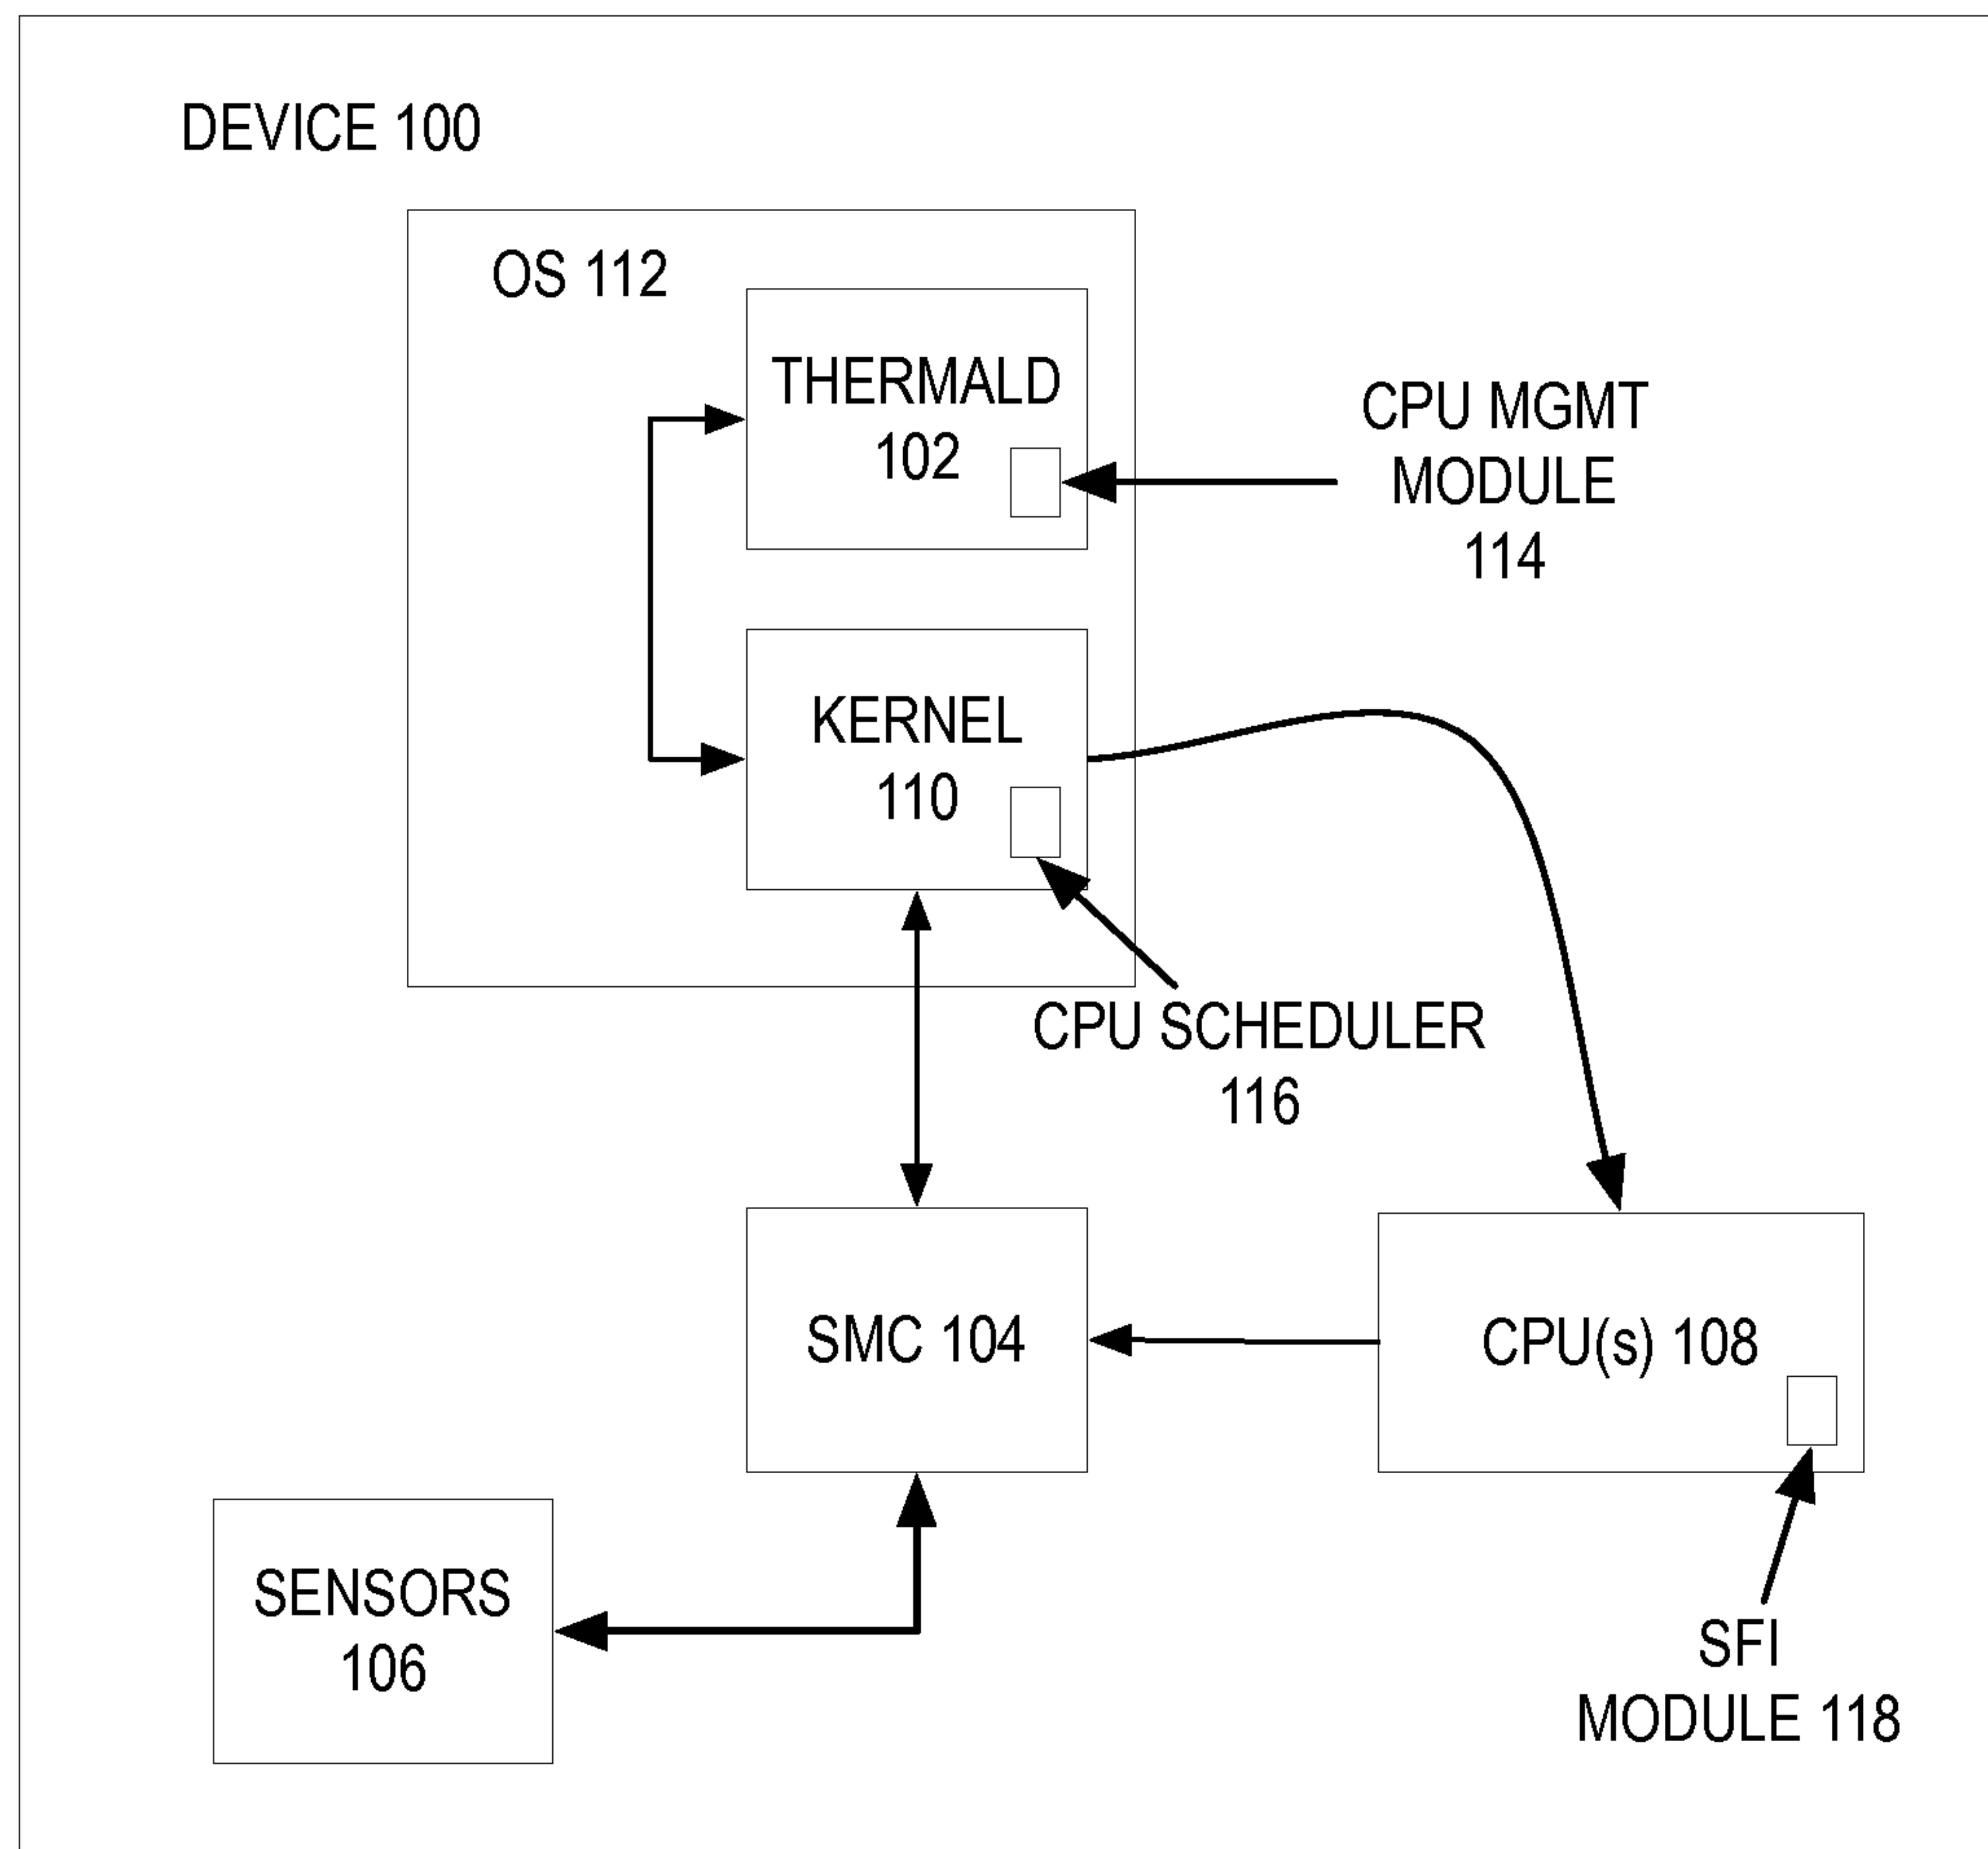 DEVICE 100
OS 112
THERMALD
102
CPU MGMT
MODULE
114
KERNEL
110
CPU SCHEDULER
116
SMC 104
CPU(s) 108
SENSORS
106
SFI
MODULE 118